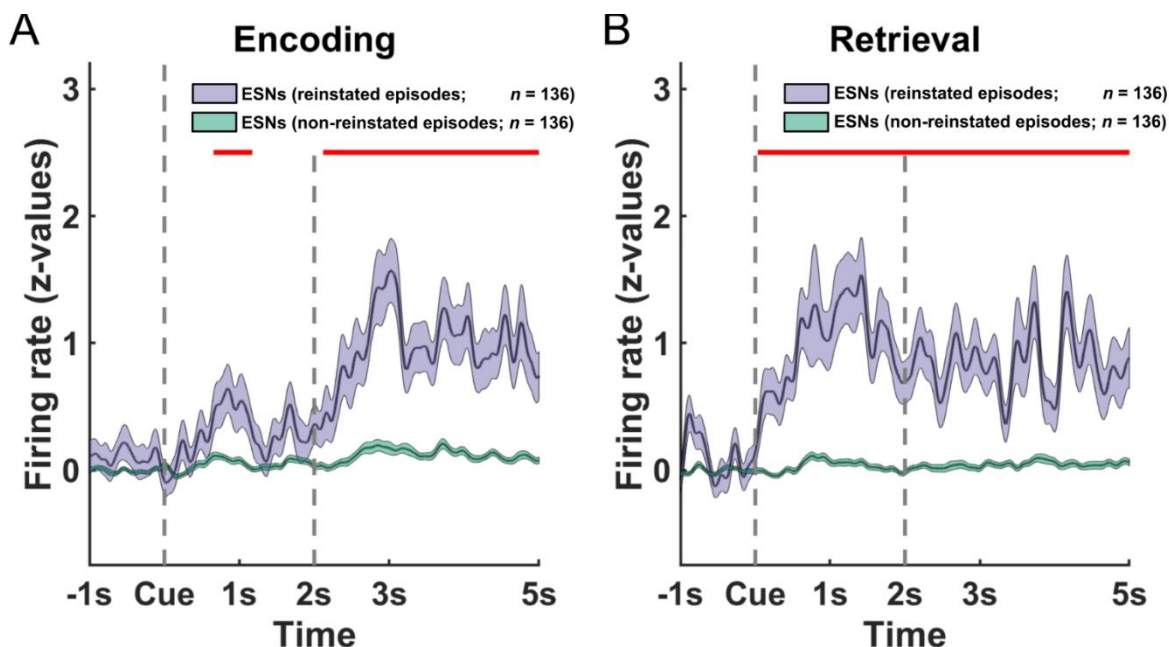 A
Encoding
3
2
1
0
Firing rate (z-values)
ESNs (reinstated episodes; n = 136)
ESNs (non-reinstated episodes; n = 136)
-1s Cue 1s 2s 3s 5s
Time
B
Retrieval
3
2
1
0
Firing rate (z-values)
ESNs (reinstated episodes; n = 136)
ESNs (non-reinstated episodes; n = 136)
-1s Cue 1s 2s 3s 5s
Time